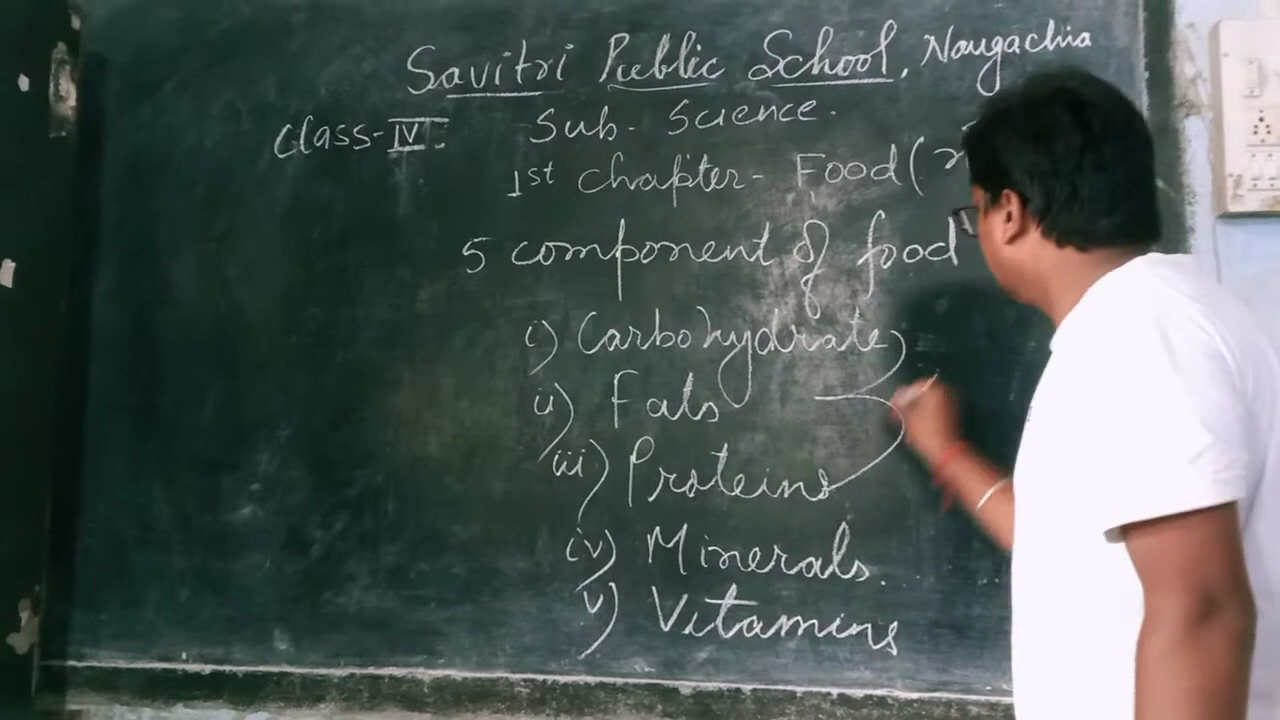 Savitri Public School, Naugachia
Class-IV. Sub- Science.
1st chapter- Food (
5 component of food
i) Carbohydrate
ii) Fats
iii) Proteins
iv) Minerals.
v) Vitamins